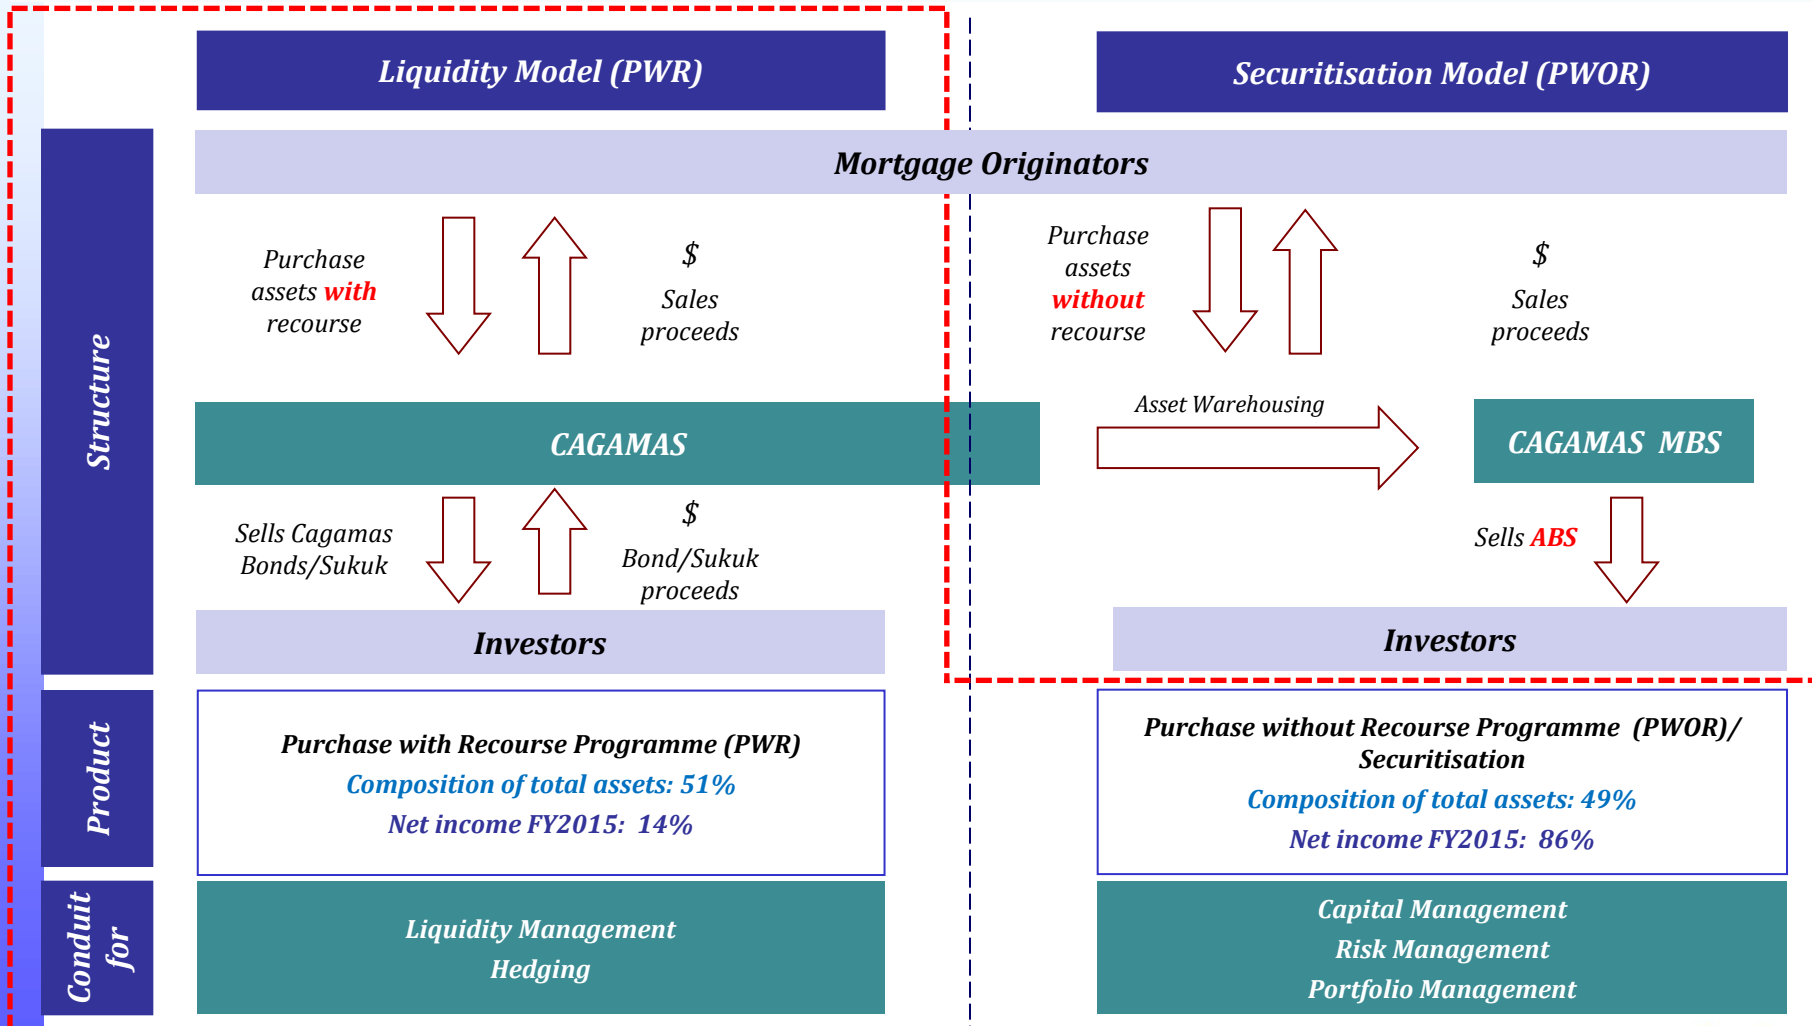 Liquidity Model (PWR)
Securitisation Model (PWOR)
Structure
Mortgage Originators
Purchase
assets with
recourse
$
Sales
proceeds
Purchase
assets
without
recourse
$
Sales
proceeds
CAGAMAS
Asset Warehousing
CAGAMAS MBS
Sells Cagamas
Bonds/Sukuk
$
Bond/Sukuk
proceeds
Sells ABS
Investors
Investors
Product
Purchase with Recourse Programme (PWR)
Composition of total assets: 51%
Net income FY2015: 14%
Purchase without Recourse Programme (PWOR)/
Securitisation
Composition of total assets: 49%
Net income FY2015: 86%
Conduit
for
Liquidity Management
Hedging
Capital Management
Risk Management
Portfolio Management